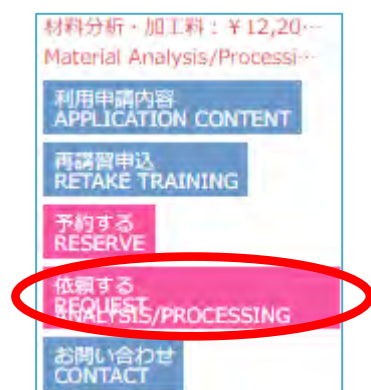 材料分析・加工料：￥12,20…
Material Analysis/Processi…
利用申請内容
APPLICATION CONTENT
再講習申込
RETAKE TRAINING
予約する
RESERVE
依頼する
REQUEST
ANALYSIS/PROCESSING
お問い合わせ
CONTACT